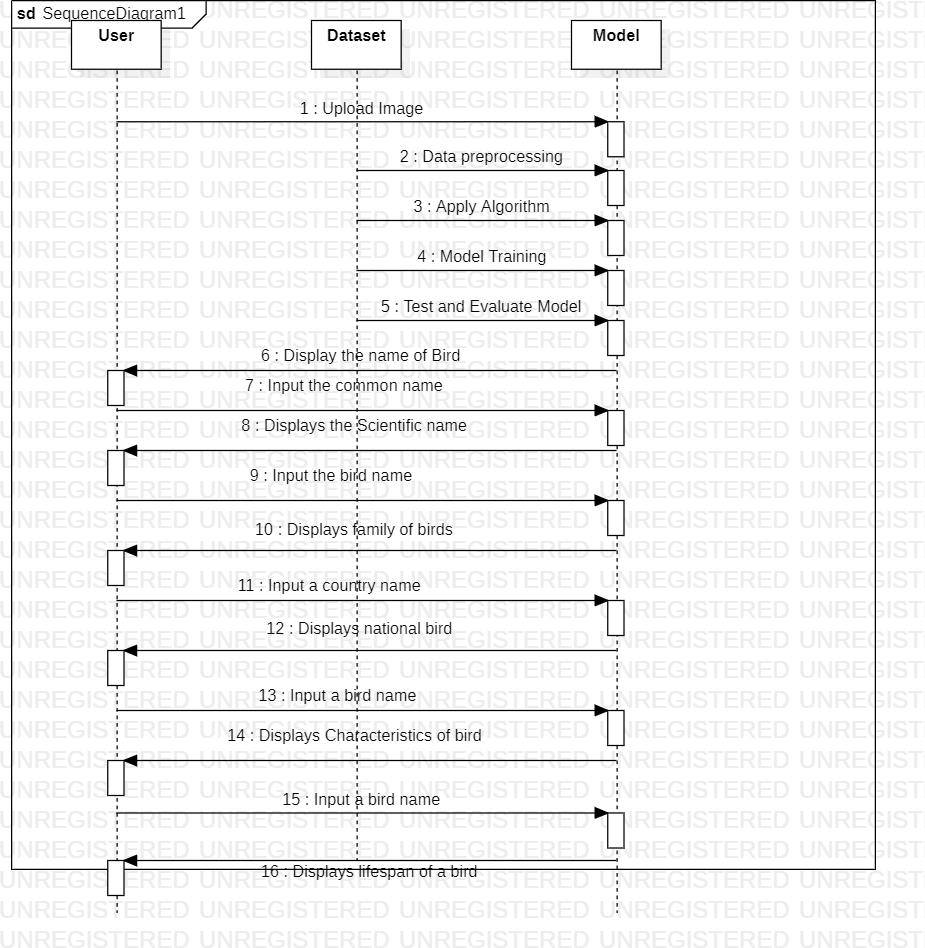 sd SequenceDiagram1
User
Dataset
Model
1 : Upload Image
2 : Data preprocessing
3 : Apply Algorithm
4 : Model Training
5 : Test and Evaluate Model
6 : Display the name of Bird
7 : Input the common name
8 : Displays the Scientific name
9 : Input the bird name
10 : Displays family of birds
11 : Input a country name
12 : Displays national bird
13 : Input a bird name
14 : Displays Characteristics of bird
15 : Input a bird name
16 : Displays lifespan of a bird
UNREGISTERED